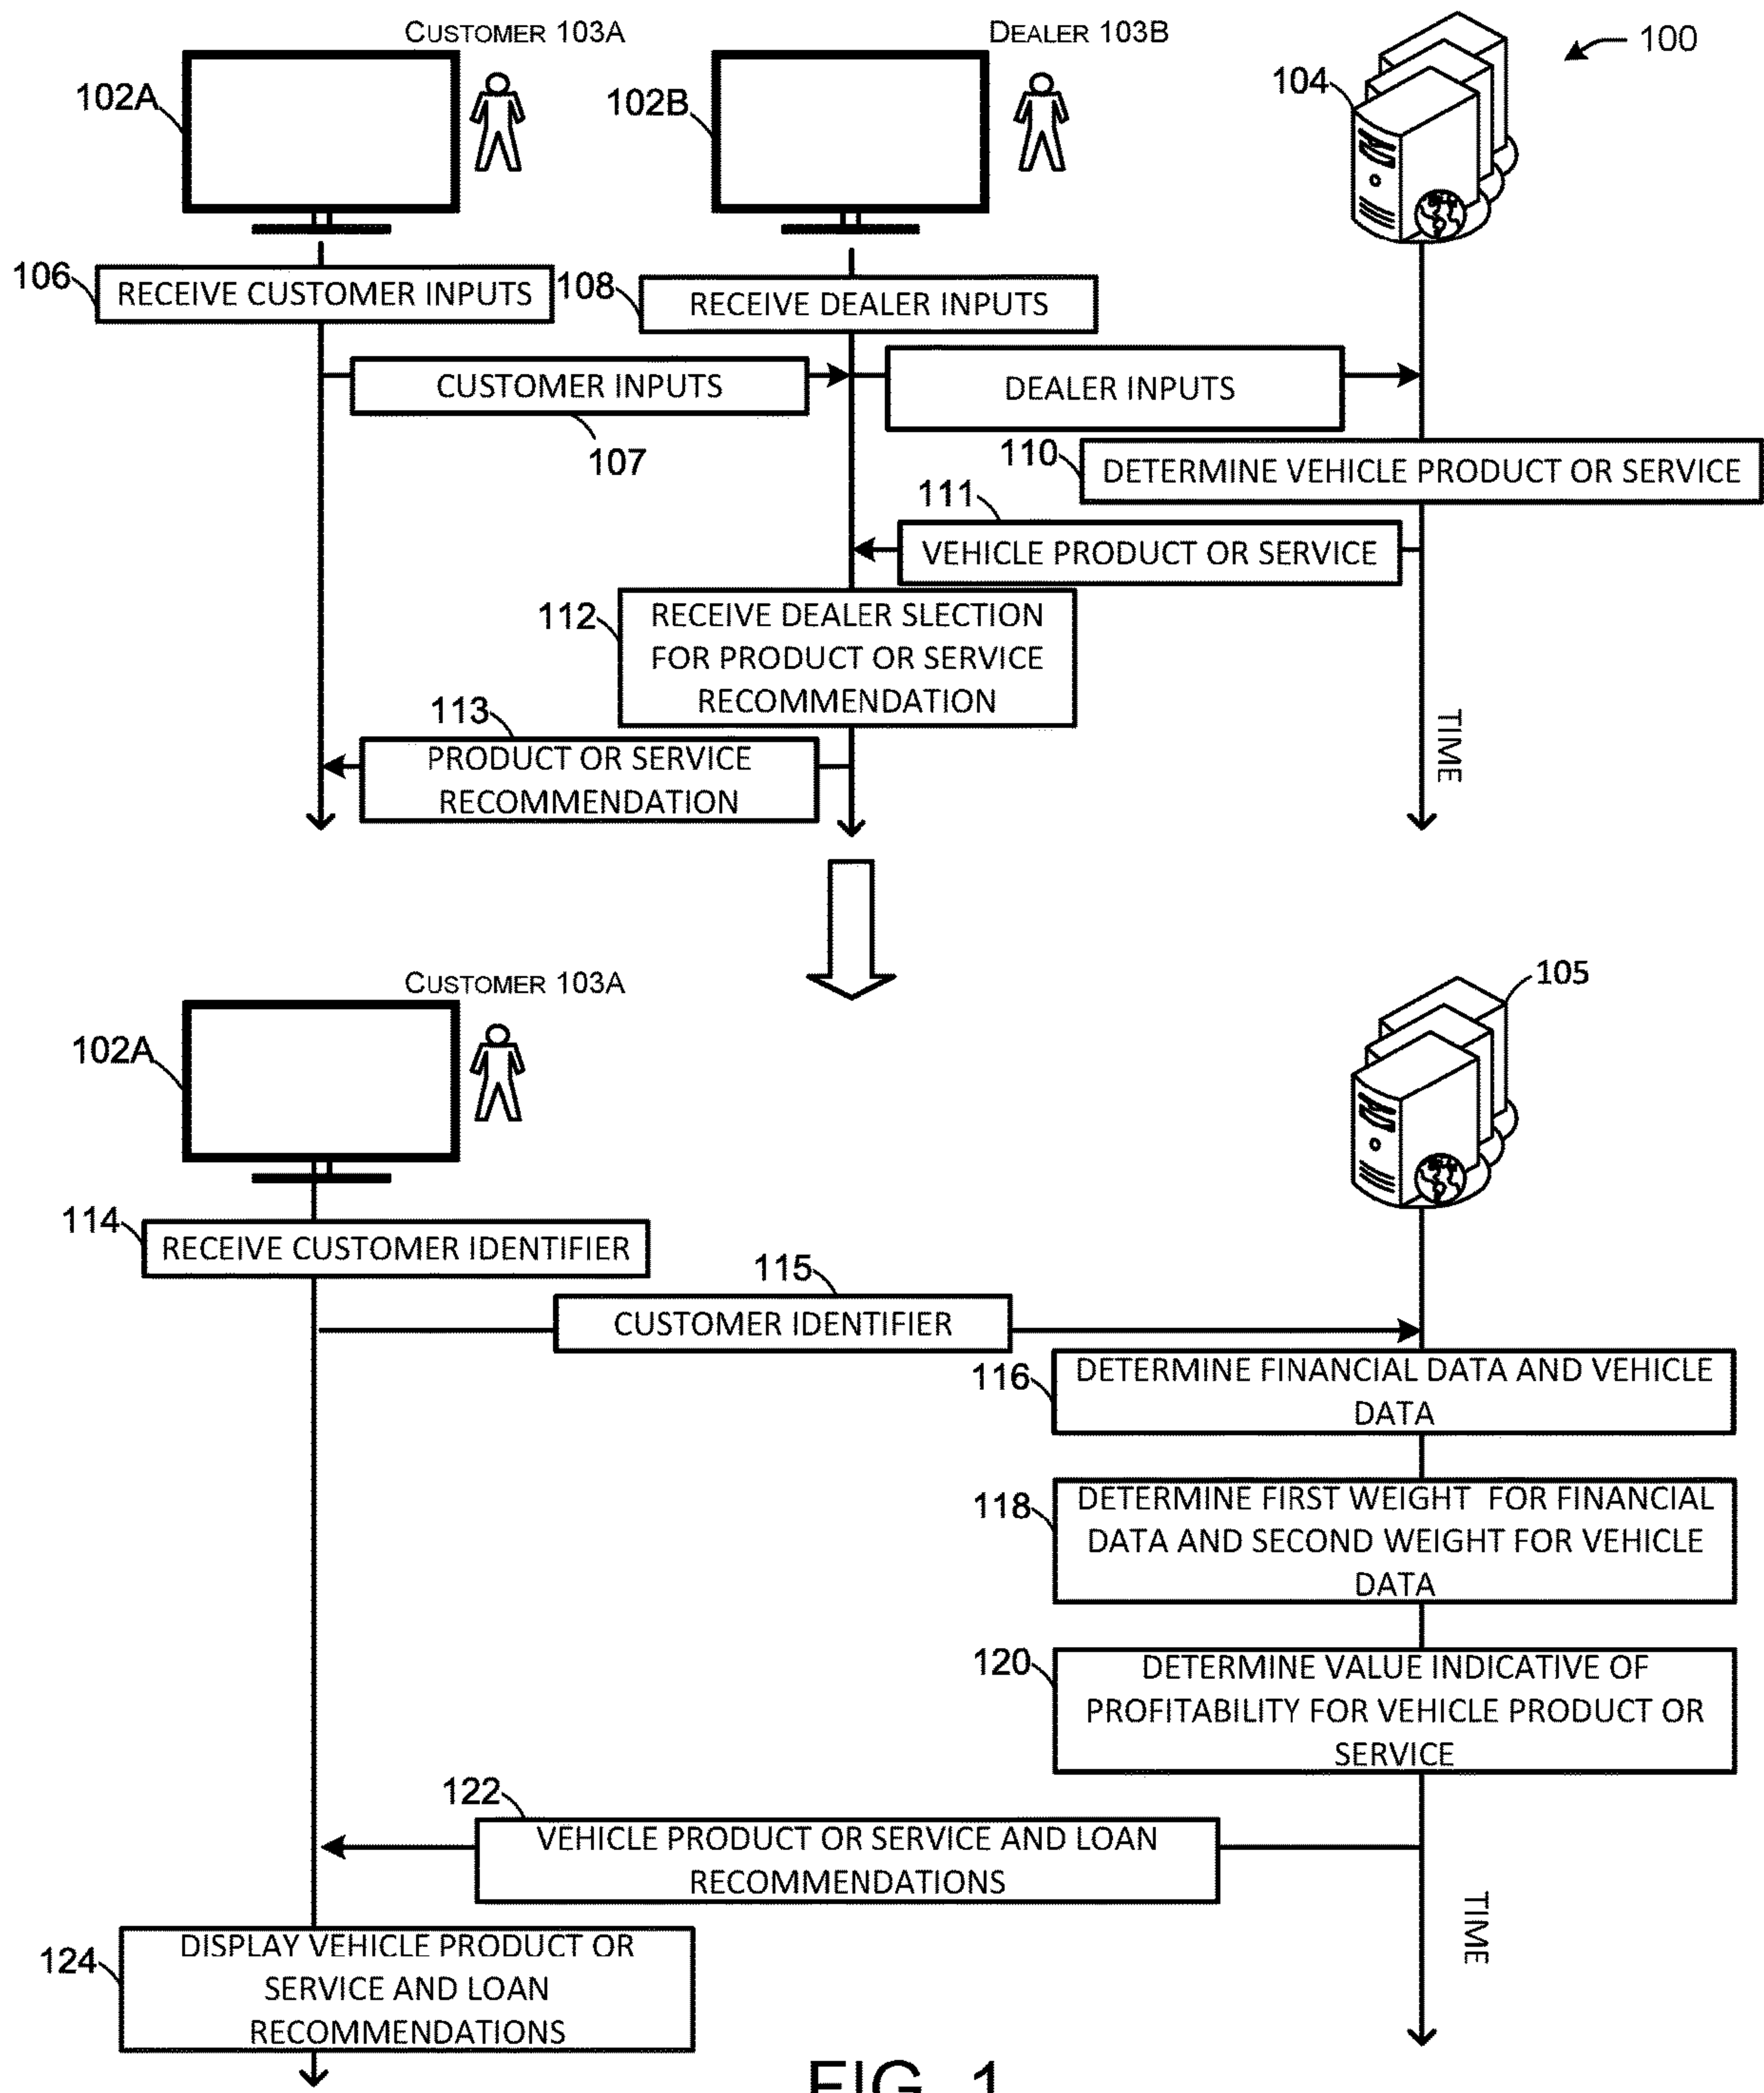 CUSTOMER 103A
DEALER 103B
100
102A
102B
104
106
RECEIVE CUSTOMER INPUTS
108
RECEIVE DEALER INPUTS
CUSTOMER INPUTS
107
DEALER INPUTS
110
DETERMINE VEHICLE PRODUCT OR SERVICE
111
VEHICLE PRODUCT OR SERVICE
112
RECEIVE DEALER SLECTION
FOR PRODUCT OR SERVICE
RECOMMENDATION
113
PRODUCT OR SERVICE
RECOMMENDATION
TIME
CUSTOMER 103A
102A
105
114
RECEIVE CUSTOMER IDENTIFIER
115
CUSTOMER IDENTIFIER
116
DETERMINE FINANCIAL DATA AND VEHICLE
DATA
118
DETERMINE FIRST WEIGHT FOR FINANCIAL
DATA AND SECOND WEIGHT FOR VEHICLE
DATA
120
DETERMINE VALUE INDICATIVE OF
PROFITABILITY FOR VEHICLE PRODUCT OR
SERVICE
122
VEHICLE PRODUCT OR SERVICE AND LOAN
RECOMMENDATIONS
TIME
124
DISPLAY VEHICLE PRODUCT OR
SERVICE AND LOAN
RECOMMENDATIONS
FIG. 1